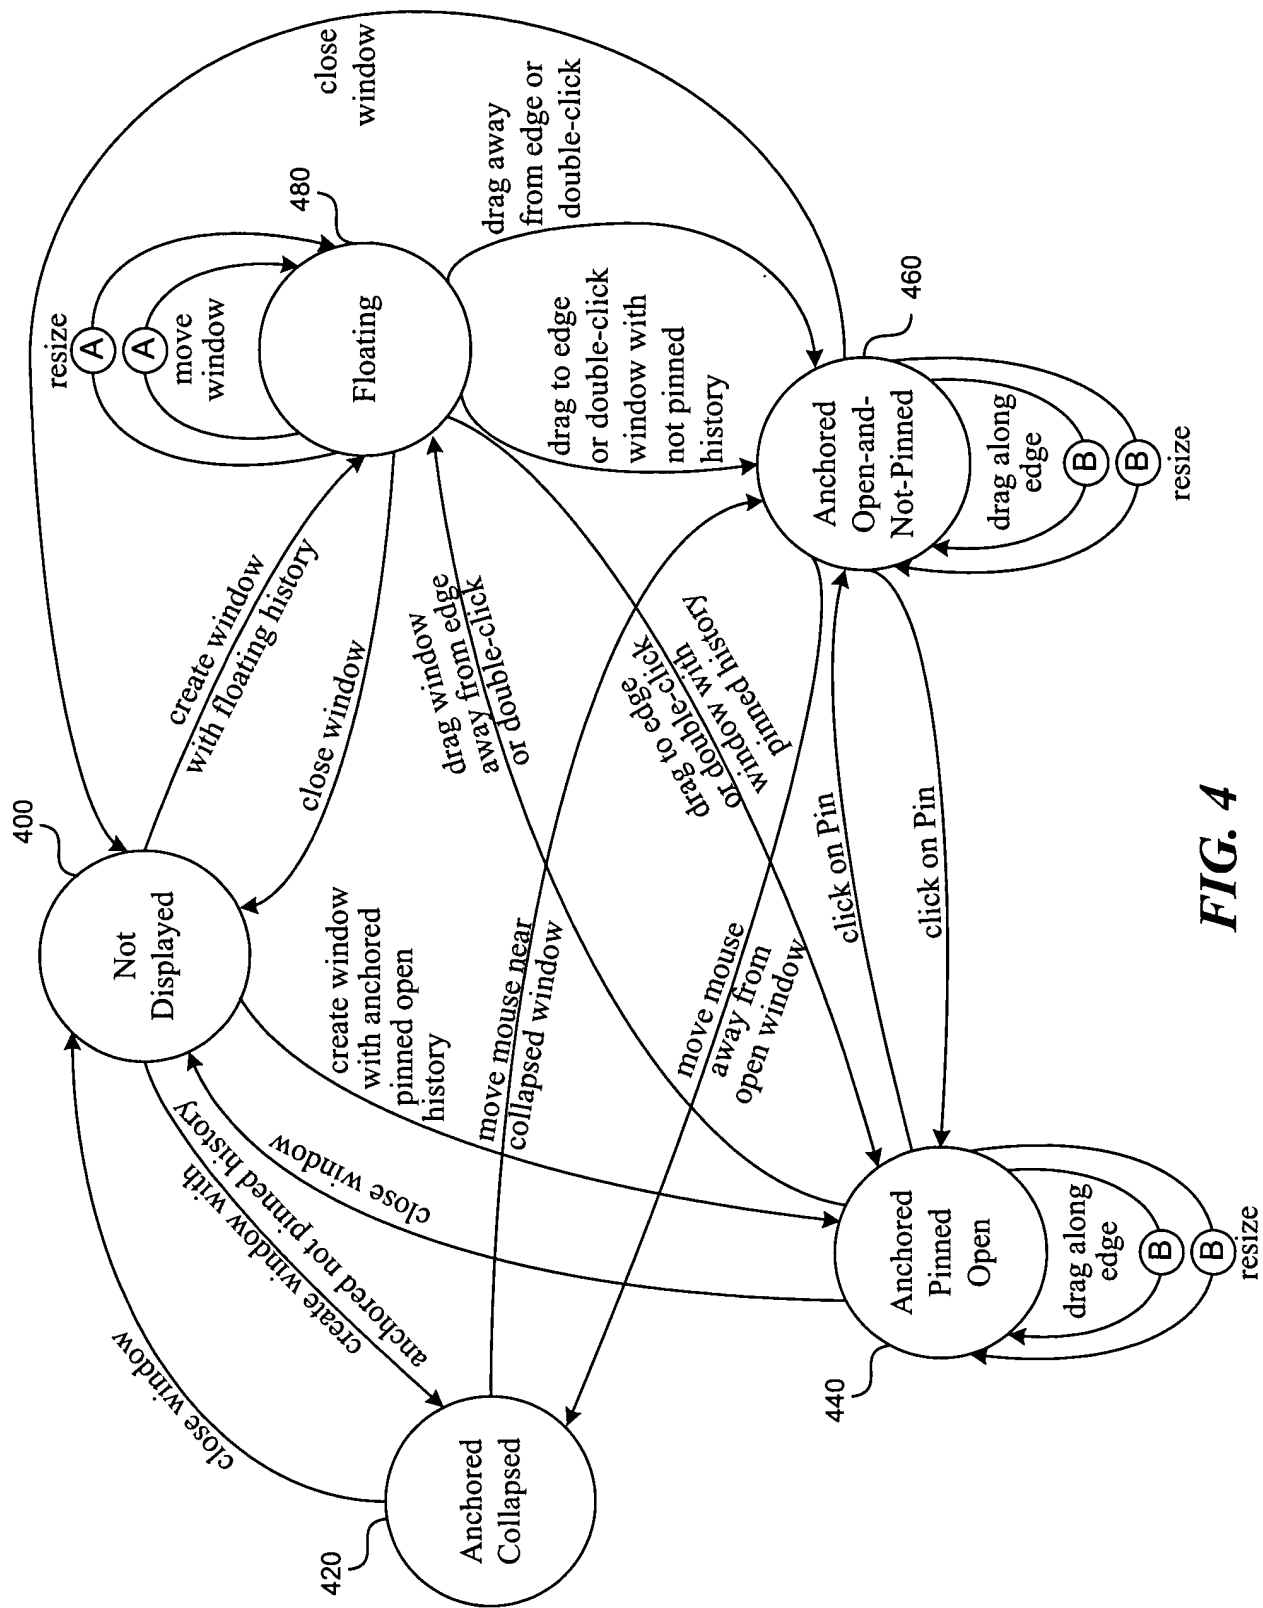 400
Not
Displayed
420
Anchored
Collapsed
440
Anchored
Pinned
Open
460
Anchored
Open-and-
Not-Pinned
480
Floating
close window
create window with
anchored not pinned history
close window
create window
with anchored
pinned open
history
create window
with floating history
close window
resize
A
A
move
window
close
window
drag away
from edge or
double-click
drag to edge
or double-click
window with
not pinned
history
drag window
away from edge
or double-click
drag to edge
or double-click
window with
pinned history
move mouse near
collapsed window
move mouse
away from
open window
click on Pin
click on Pin
drag along
edge
B
B
resize
drag along
edge
B
B
resize
FIG. 4